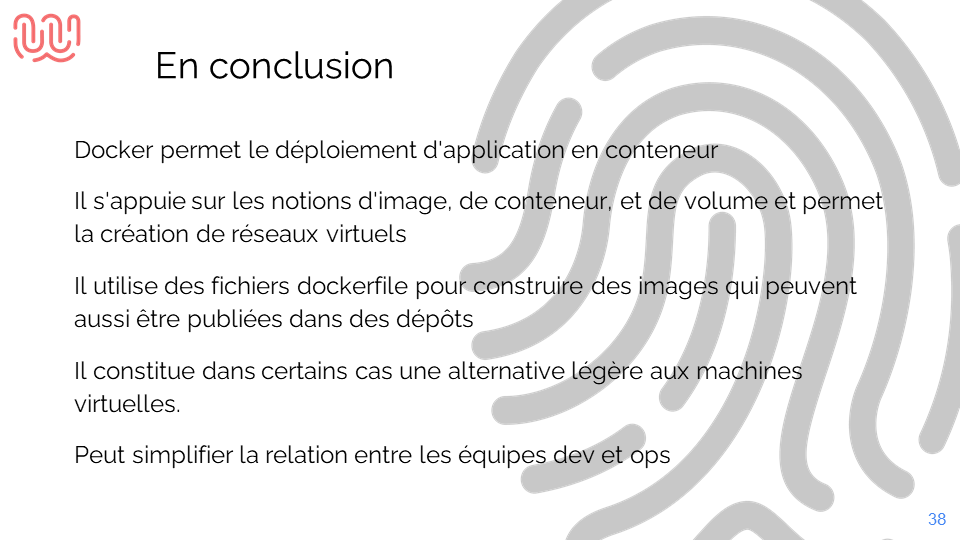 En conclusion
Docker permet le déploiement d'application en conteneur
Il s'appuie sur les notions d'image, de conteneur, et de volume et permet
la création de réseaux virtuels
Il utilise des fichiers dockerfile pour construire des images qui peuvent
aussi être publiées dans des dépôts
Il constitue dans certains cas une alternative légère aux machines
virtuelles.
Peut simplifier la relation entre les équipes dev et ops
38